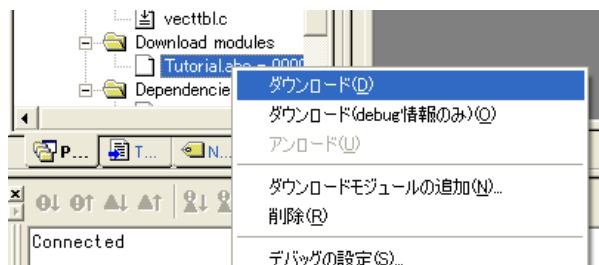 vecttbl.c
Download modules
Tutorial.abs - 0000
Dependencie
ダウンロード(D)
ダウンロード(debug情報のみ)(O)
アンロード(U)
ダウンロードモジュールの追加(N)...
削除(R)
デバッグの設定(S)...
P...
T...
N...
Connected